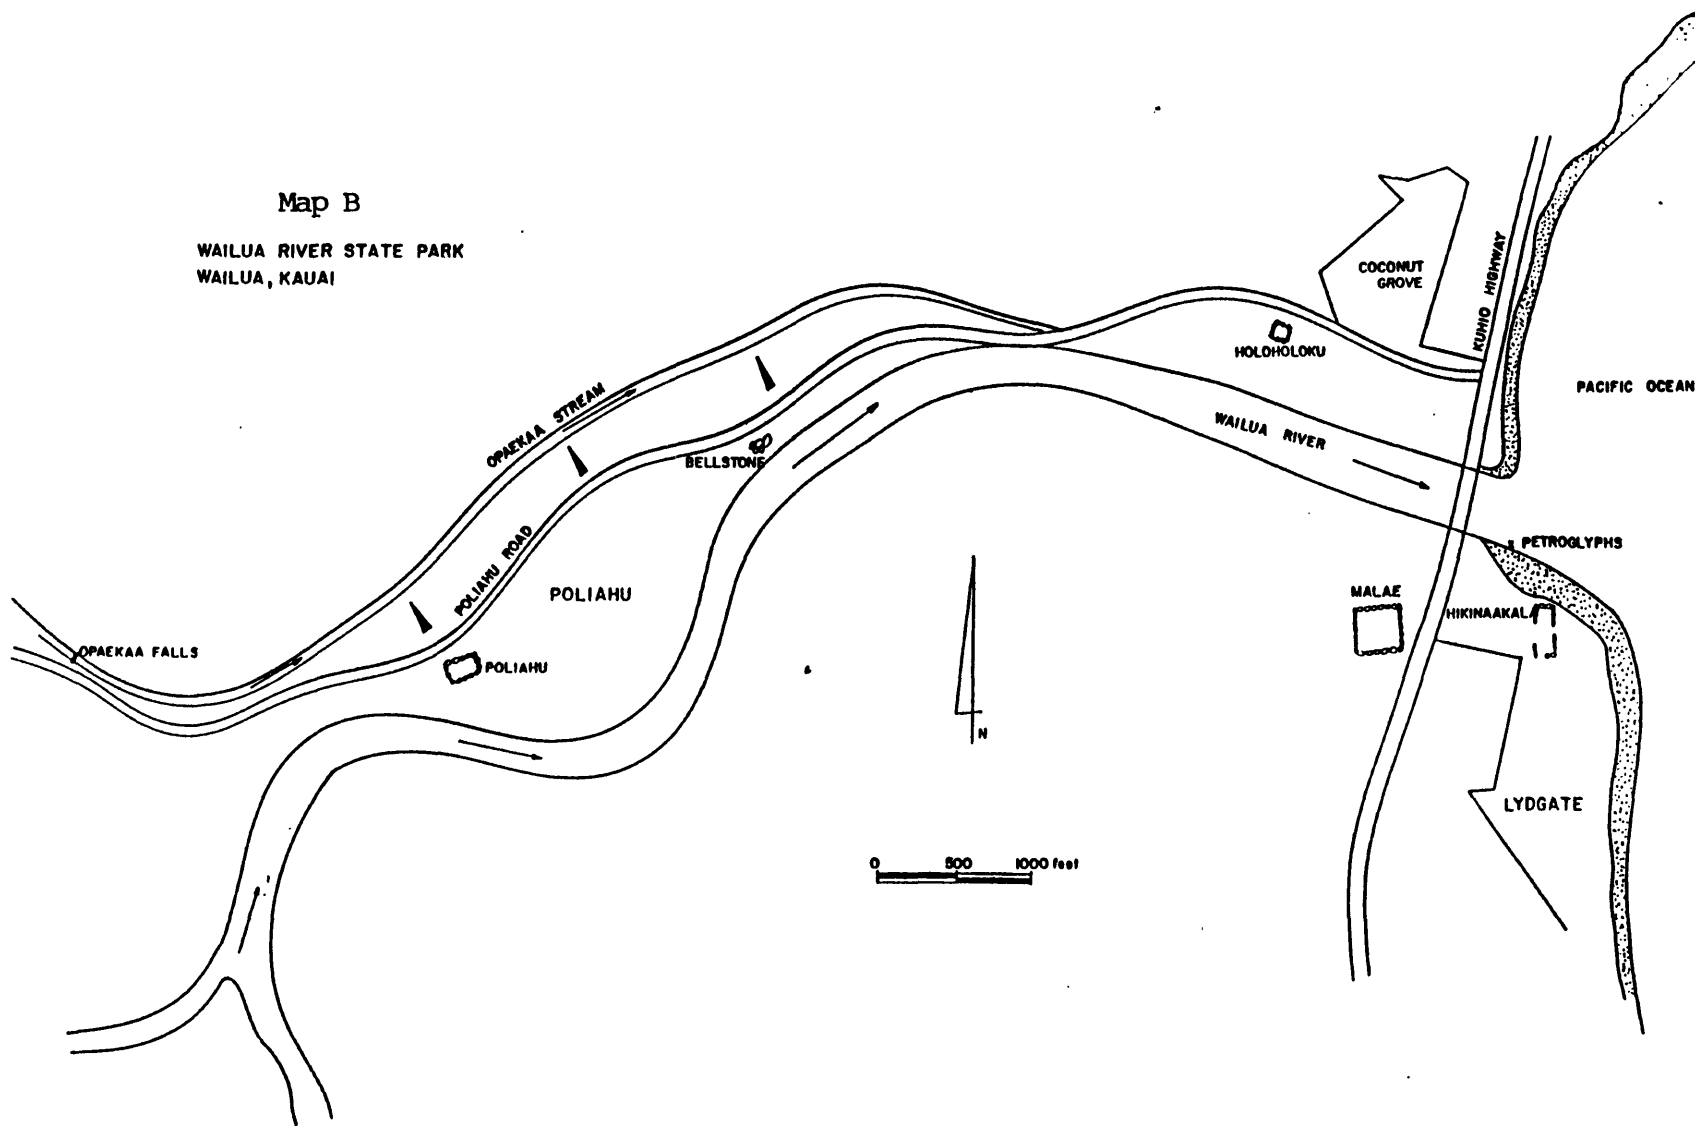 Map B
WAILUA RIVER STATE PARK
WAILUA, KAUAI
COCONUT
GROVE
KUHIO HIGHWAY
HOLOHOLOKU
PACIFIC OCEAN
OPAEKAA STREAM
WAILUA RIVER
BELLSTONE
POLIAHU ROAD
PETROGLYPHS
POLIAHU
MALAE
HIKINAAKALA
OPAEKAA FALLS
POLIAHU
N
LYDGATE
0 500 1000 feet